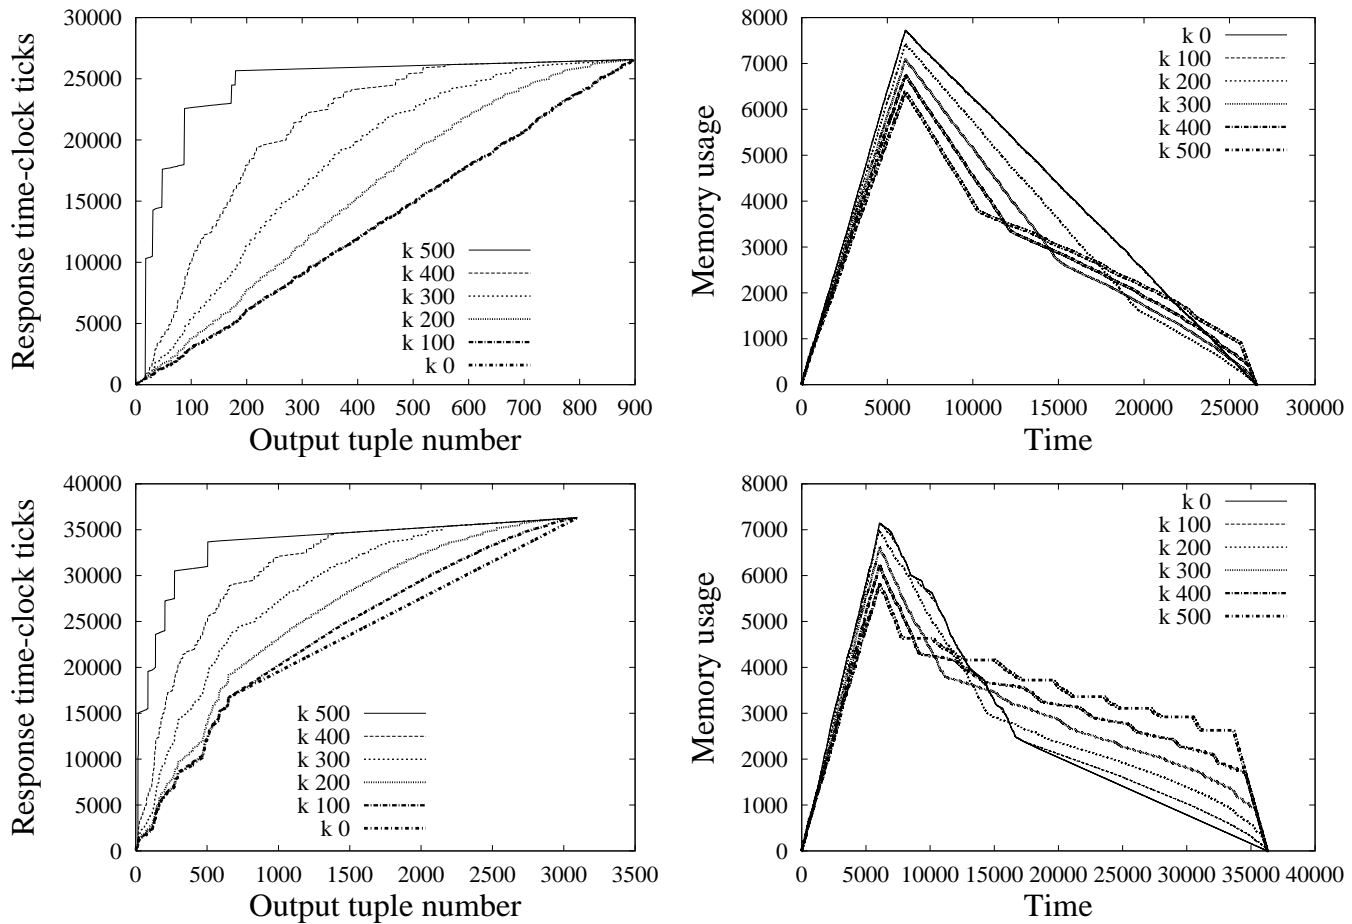 Response time-clock ticks
30000
25000
20000
15000
10000
5000
0
k 500
k 400
k 300
k 200
k 100
k 0
0 100 200 300 400 500 600 700 800 900
Output tuple number
Memory usage
8000
7000
6000
5000
4000
3000
2000
1000
0
k 0
k 100
k 200
k 300
k 400
k 500
0 5000 10000 15000 20000 25000 30000
Time
Response time-clock ticks
40000
35000
30000
25000
20000
15000
10000
5000
0
k 500
k 400
k 300
k 200
k 100
k 0
0 500 1000 1500 2000 2500 3000 3500
Output tuple number
Memory usage
8000
7000
6000
5000
4000
3000
2000
1000
0
k 0
k 100
k 200
k 300
k 400
k 500
0 5000 10000 15000 20000 25000 30000 35000 40000
Time